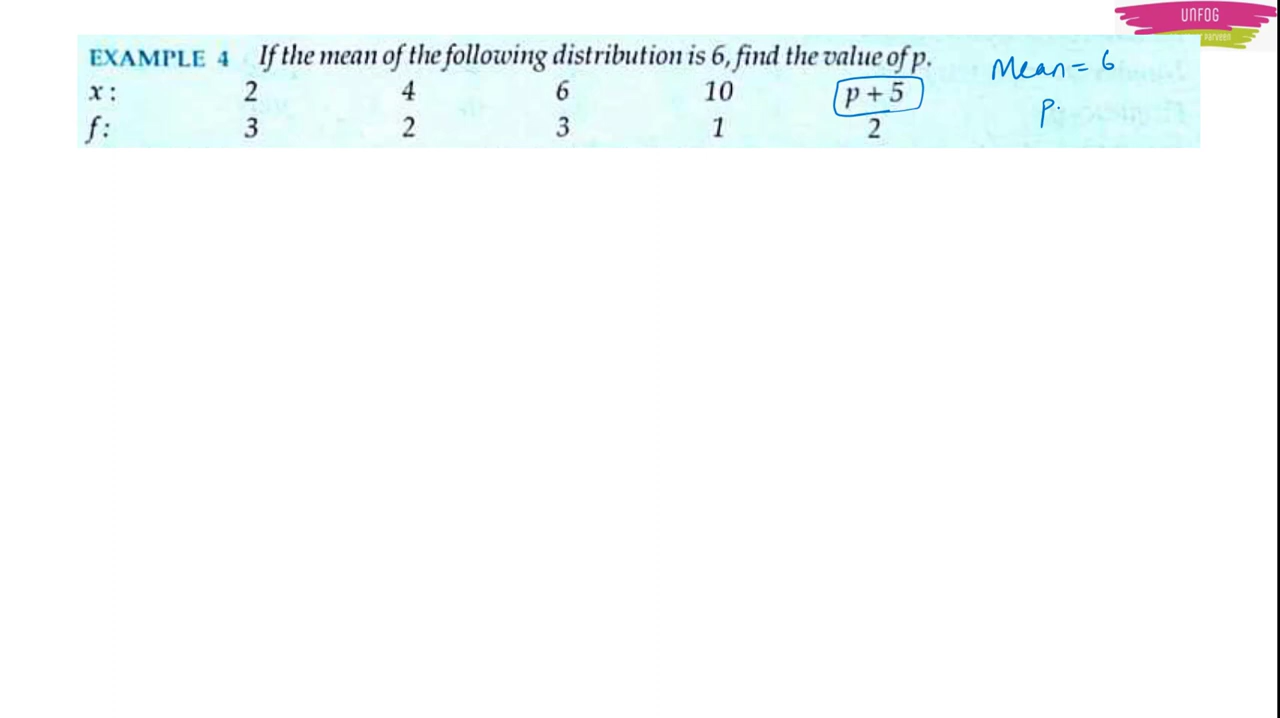 UNFOG
Parveen
EXAMPLE 4 If the mean of the following distribution is 6, find the value of p.
Mean = 6
x : 2 4 6 10 p + 5
p.
f : 3 2 3 1 2